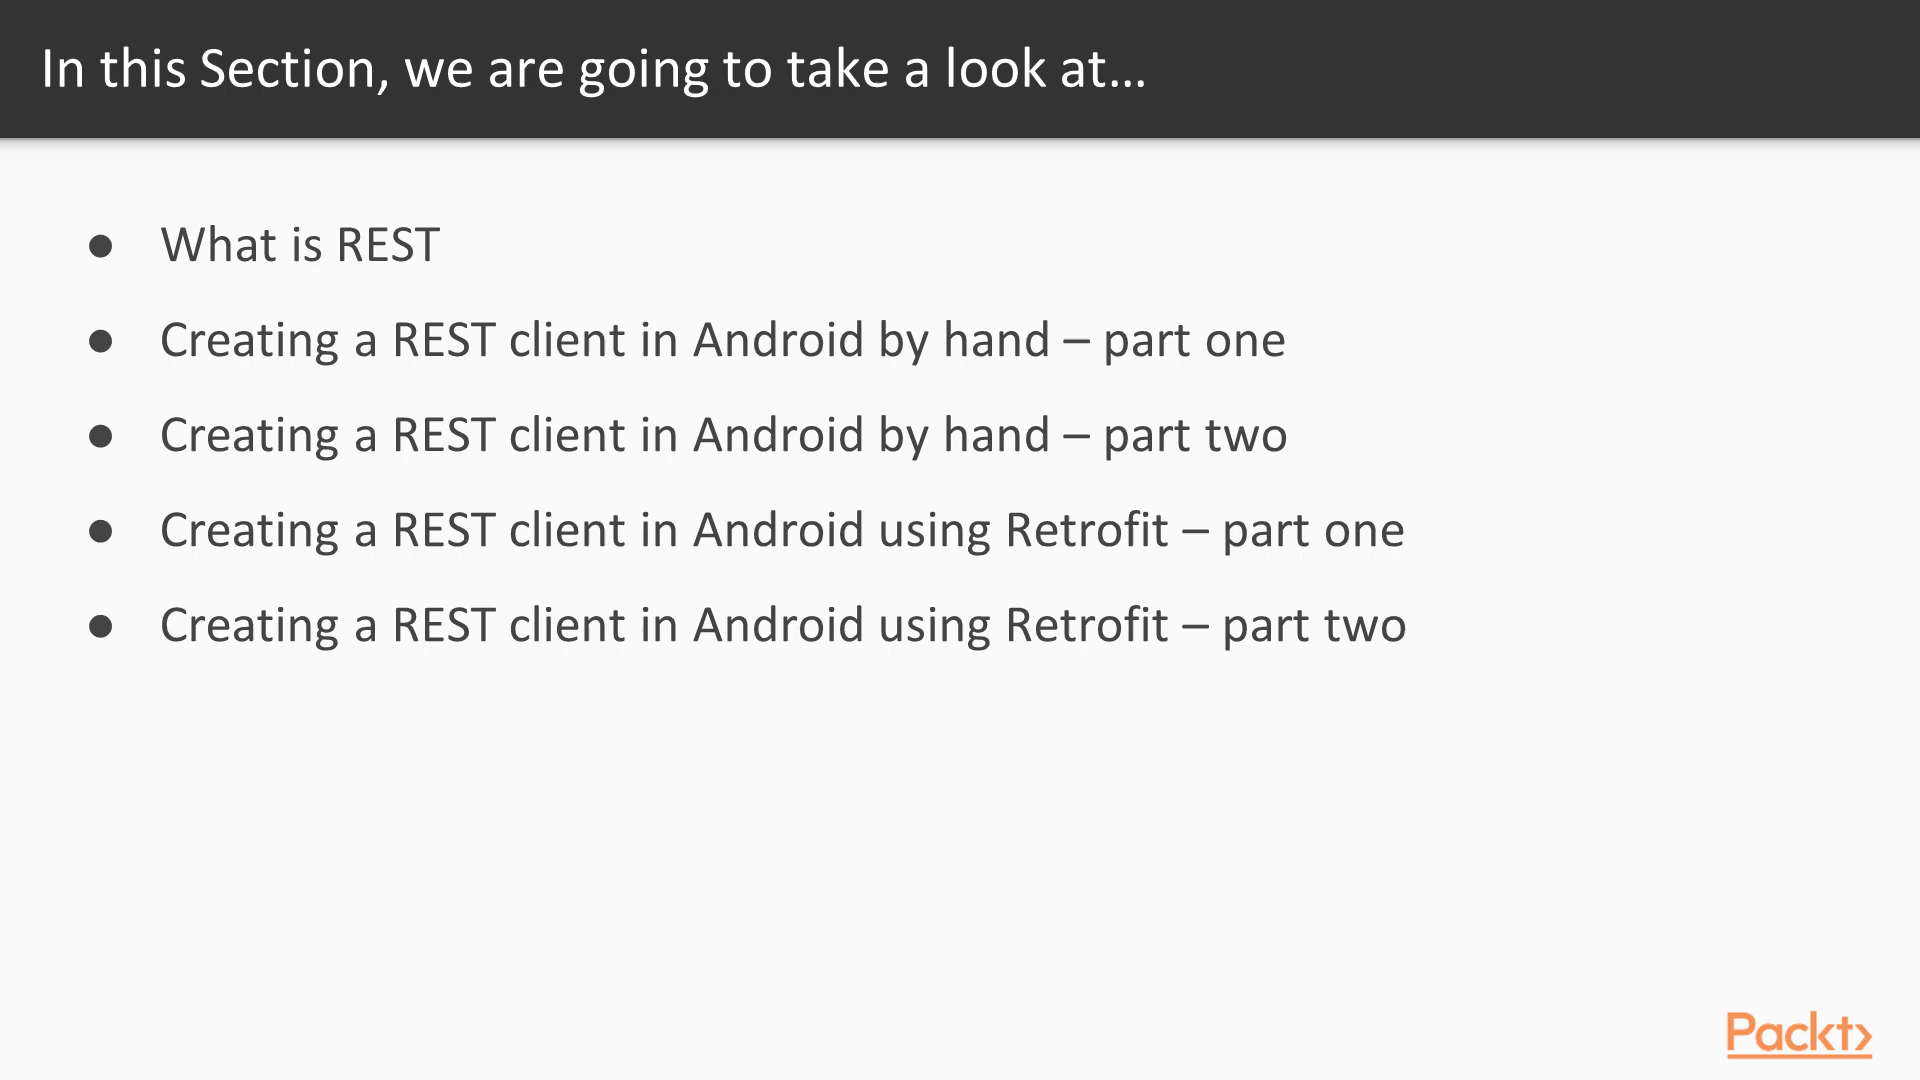 In this Section, we are going to take a look at...
● What is REST
● Creating a REST client in Android by hand – part one
● Creating a REST client in Android by hand – part two
● Creating a REST client in Android using Retrofit – part one
● Creating a REST client in Android using Retrofit – part two
Packt>